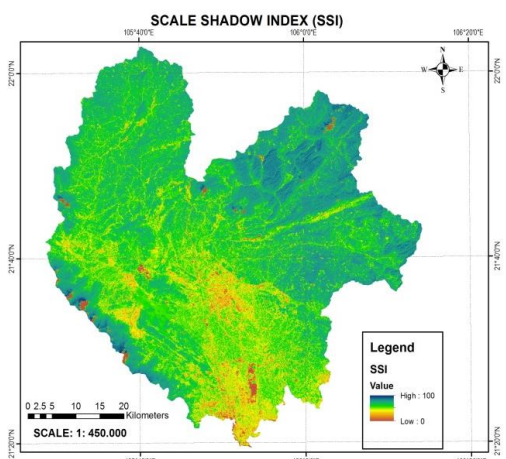 SCALE SHADOW INDEX (SSI)
105°40'0"E
106°0'0"E
106°20'0"E
N
W E
S
22°0'0"N
22°0'0"N
21°40'0"N
21°40'0"N
21°20'0"N
21°20'0"N
Legend
SSI
Value
High : 100
Low : 0
0 2.5 5 10 15 20
Kilometers
SCALE: 1: 450.000